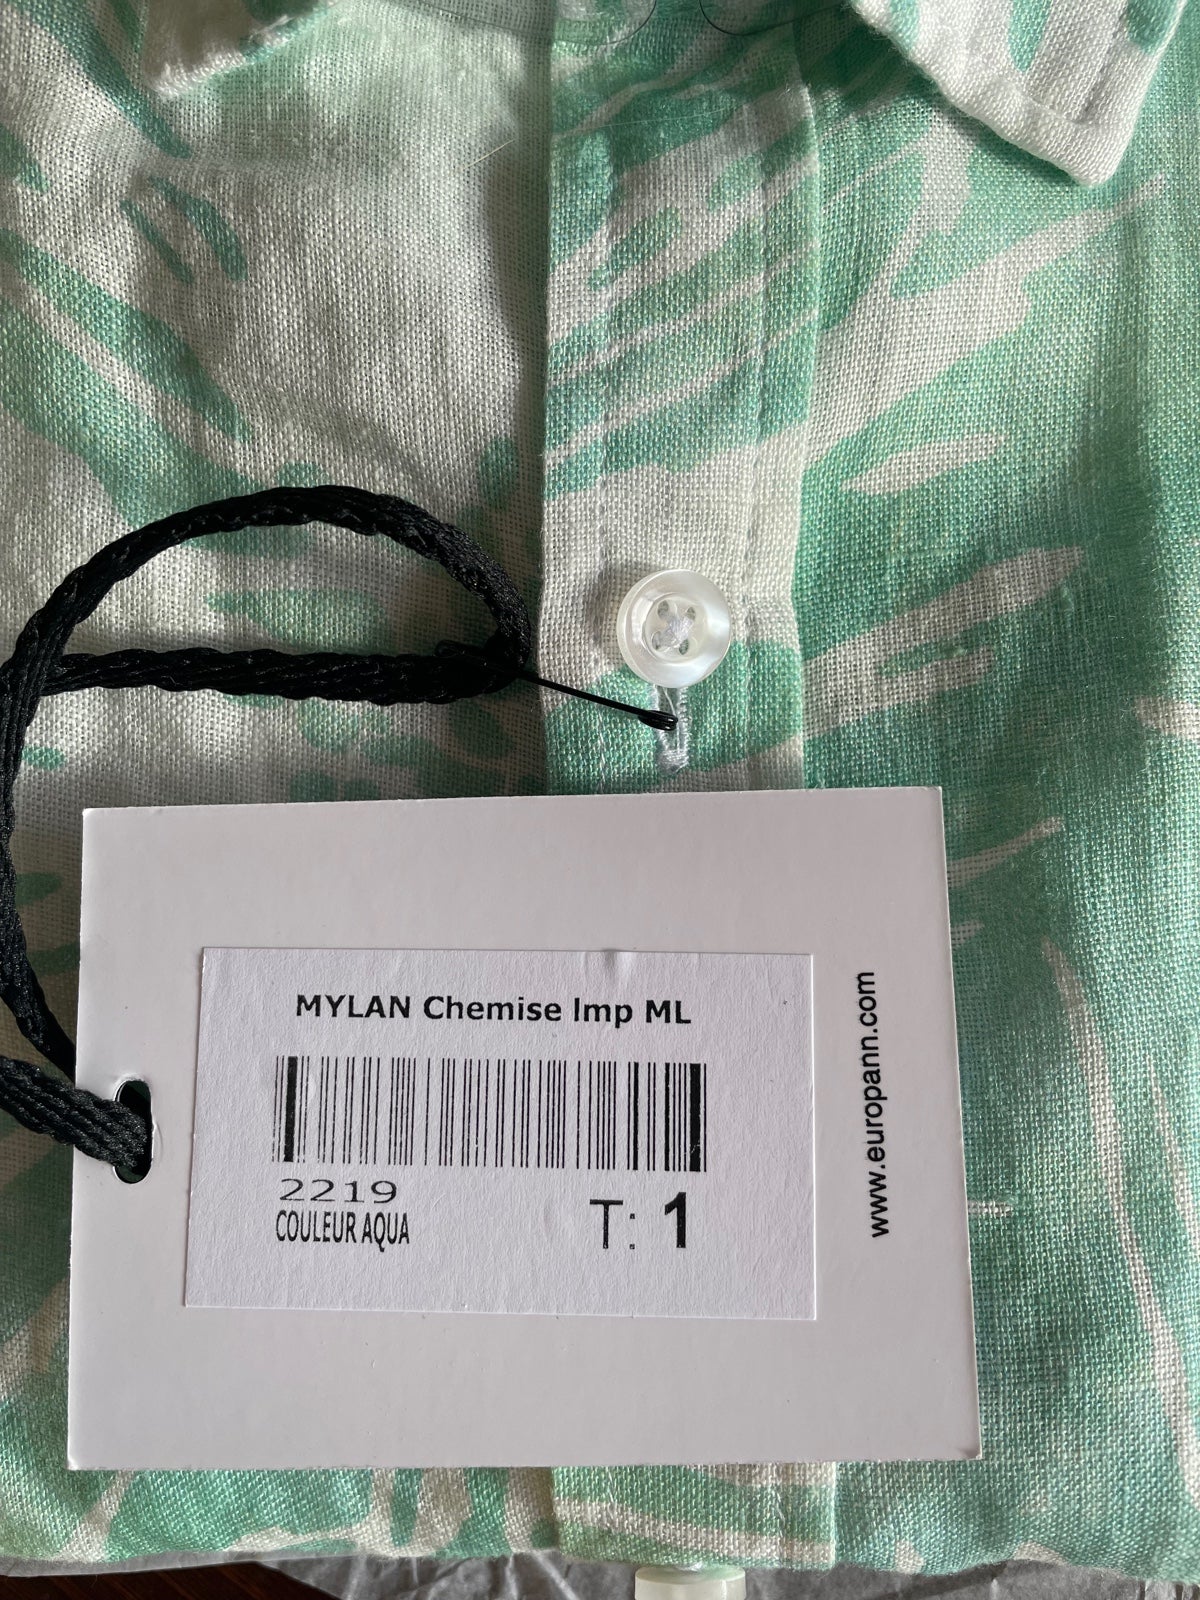 MYLAN Chemise Imp ML
2219
COULEUR AQUA
T: 1
www.europann.com